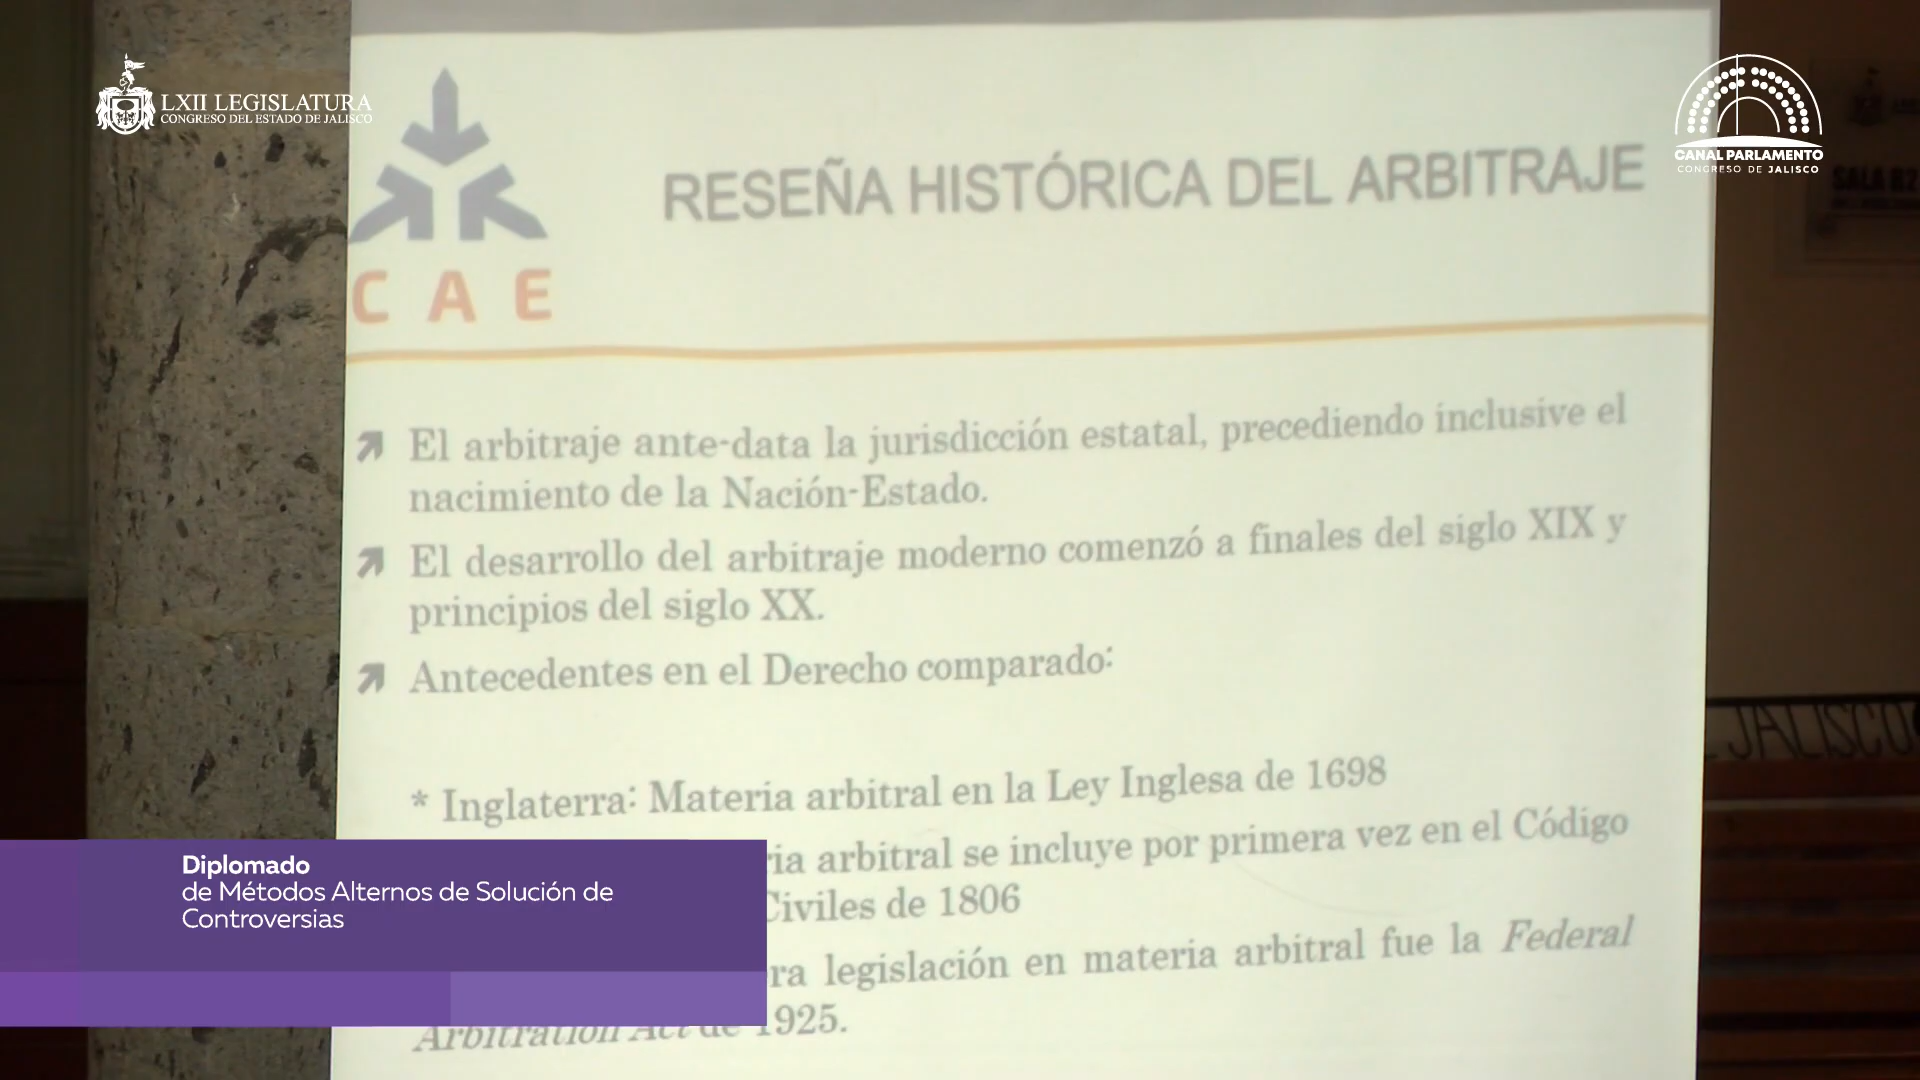 LXII LEGISLATURA
CONGRESO DEL ESTADO DE JALISCO
CANAL PARLAMENTO
CONGRESO DE JALISCO
SALA
CAE
RESEÑA HISTÓRICA DEL ARBITRAJE
El arbitraje ante-data la jurisdicción estatal, precediendo inclusive el
nacimiento de la Nación-Estado.
El desarrollo del arbitraje moderno comenzó a finales del siglo XIX y
principios del siglo XX.
Antecedentes en el Derecho comparado:
JALISCO
* Inglaterra: Materia arbitral en la Ley Inglesa de 1698
ria arbitral se incluye por primera vez en el Código
Civiles de 1806
ra legislación en materia arbitral fue la Federal
Arbitration Act de 1925.
Diplomado
de Métodos Alternos de Solución de
Controversias